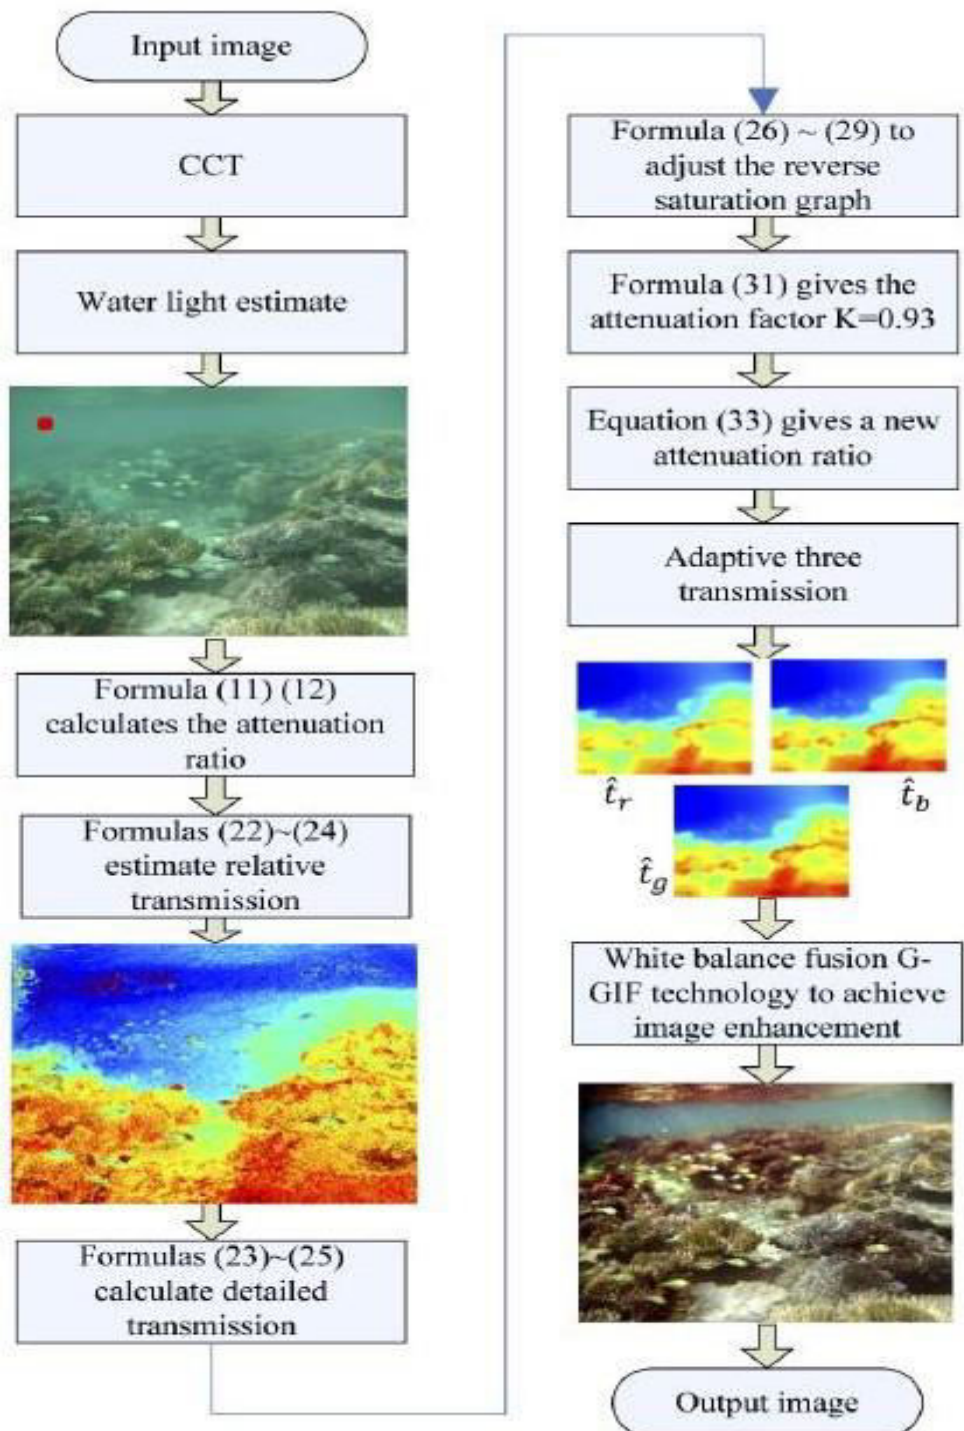 Input image
CCT
Water light estimate
Formula (11) (12)
calculates the attenuation
ratio
Formulas (22)~(24)
estimate relative
transmission
Formulas (23)~(25)
calculate detailed
transmission
Formula (26) ~ (29) to
adjust the reverse
saturation graph
Formula (31) gives the
attenuation factor K=0.93
Equation (33) gives a new
attenuation ratio
Adaptive three
transmission
t̂_r
t̂_b
t̂_g
White balance fusion G-
GIF technology to achieve
image enhancement
Output image